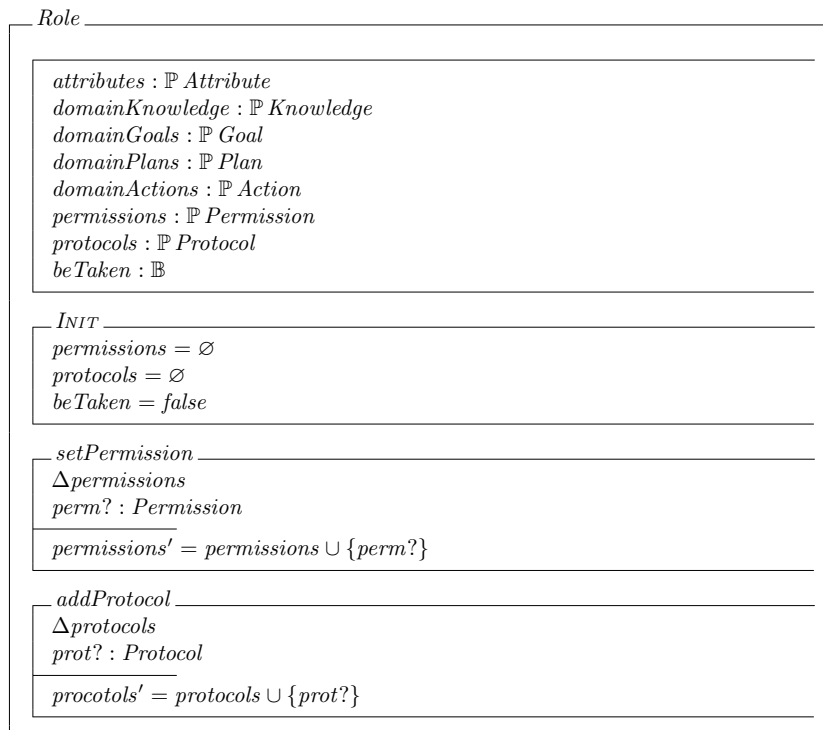 Role
attributes : ℙ Attribute
domainKnowledge : ℙ Knowledge
domainGoals : ℙ Goal
domainPlans : ℙ Plan
domainActions : ℙ Action
permissions : ℙ Permission
protocols : ℙ Protocol
beTaken : 𝔹
INIT
permissions = ∅
protocols = ∅
beTaken = false
setPermission
Δpermissions
perm? : Permission
permissions′ = permissions ∪ {perm?}
addProtocol
Δprotocols
prot? : Protocol
procotols′ = protocols ∪ {prot?}